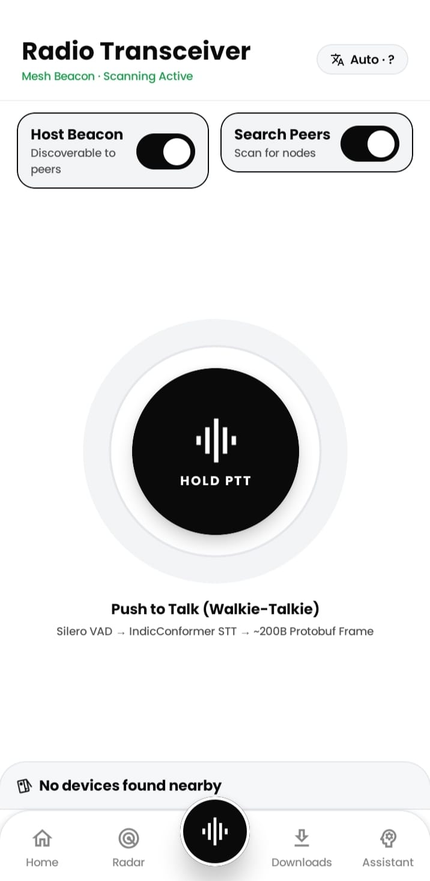 Radio Transceiver
Mesh Beacon · Scanning Active
Auto · ?
Host Beacon
Discoverable to
peers
Search Peers
Scan for nodes
HOLD PTT
Push to Talk (Walkie-Talkie)
Silero VAD → IndicConformer STT → ~200B Protobuf Frame
No devices found nearby
Home
Radar
Downloads
Assistant